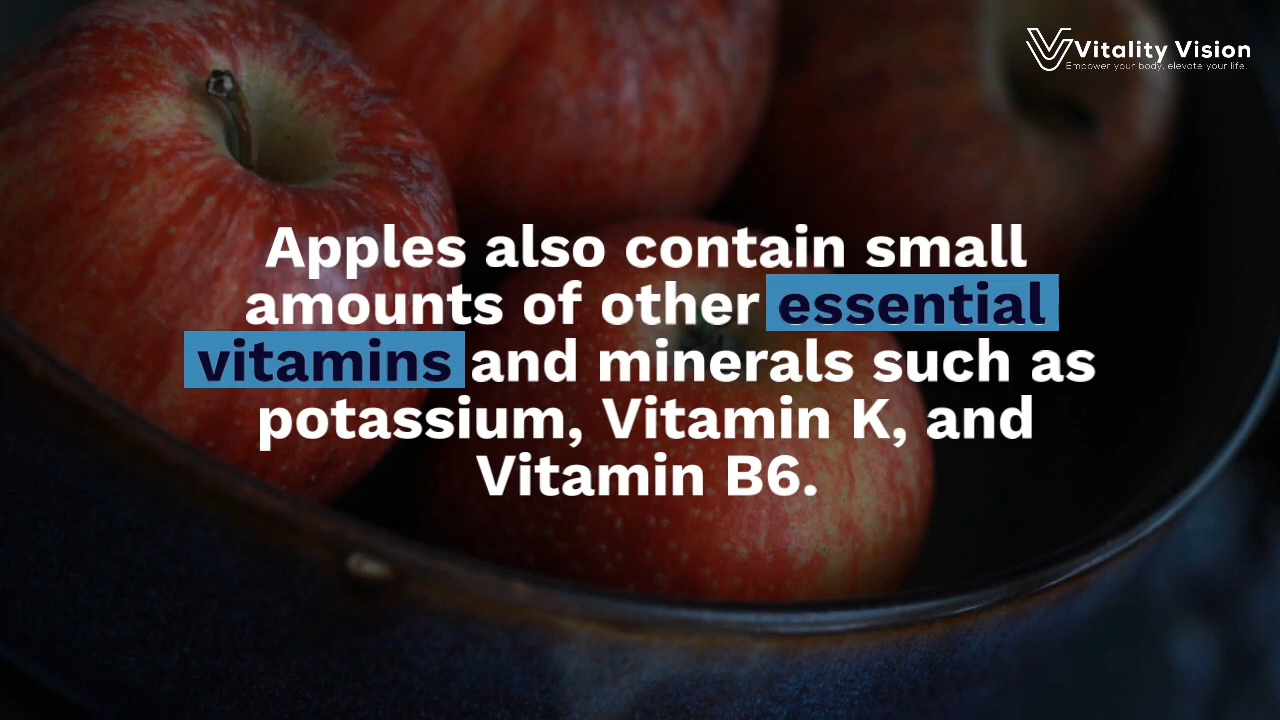 Vitality Vision
Empower your body, elevate your life.
Apples also contain small
amounts of other essential
vitamins and minerals such as
potassium, Vitamin K, and
Vitamin B6.